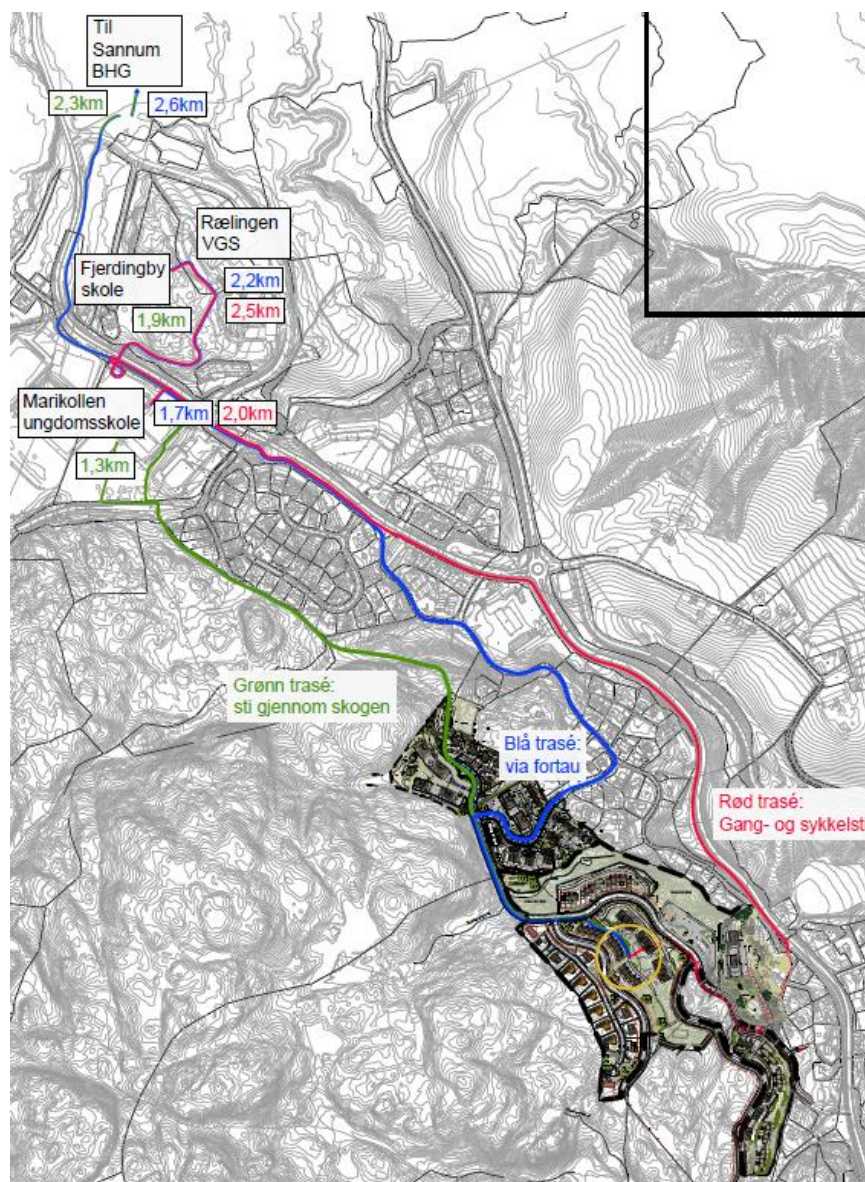 Til
Sannum
BHG
2,3km
2,6km
Rælingen
VGS
Fjerdingby
skole
2,2km
1,9km
2,5km
Marikollen
ungdomsskole
1,7km
2,0km
1,3km
Grønn trasé:
sti gjennom skogen
Blå trasé:
via fortau
Rød trasé:
Gang- og sykkelst